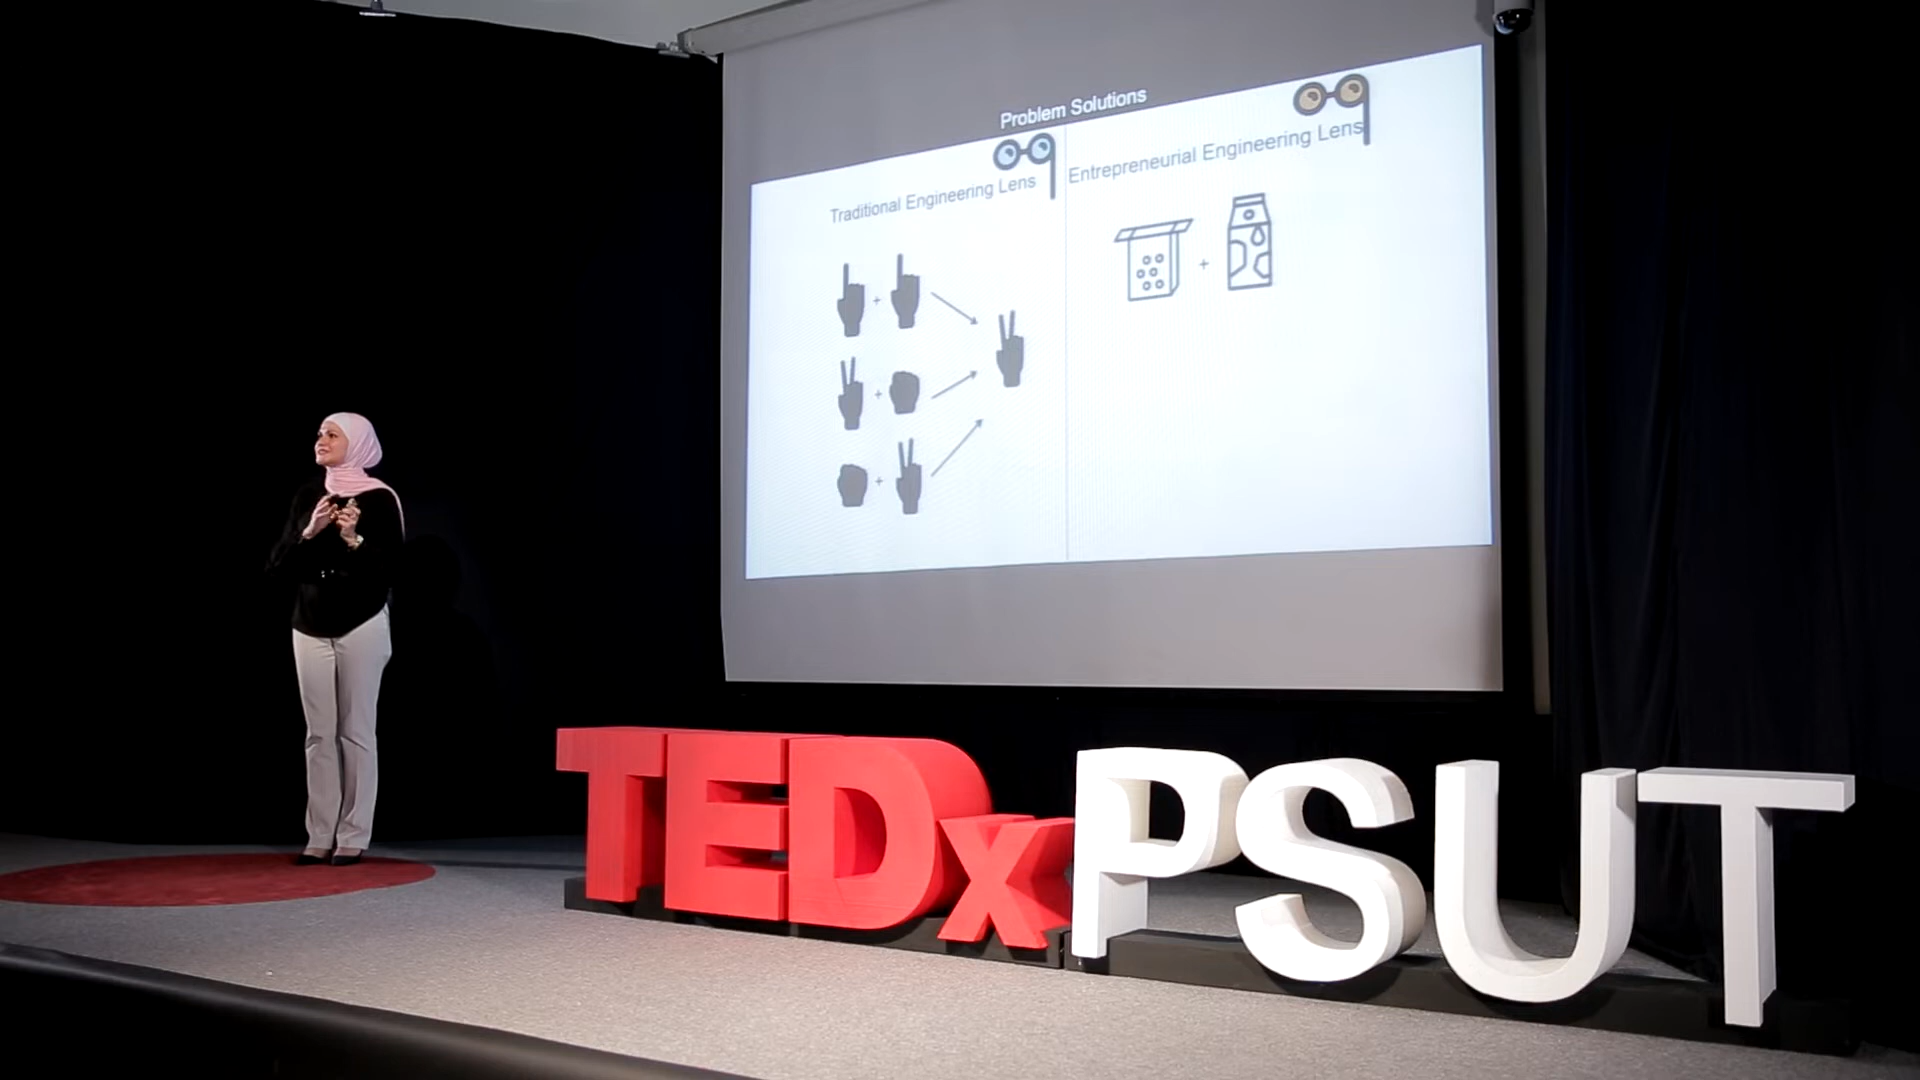 Problem Solutions
Traditional Engineering Lens
Entrepreneurial Engineering Lens
+
+
+
+
TEDxPSUT